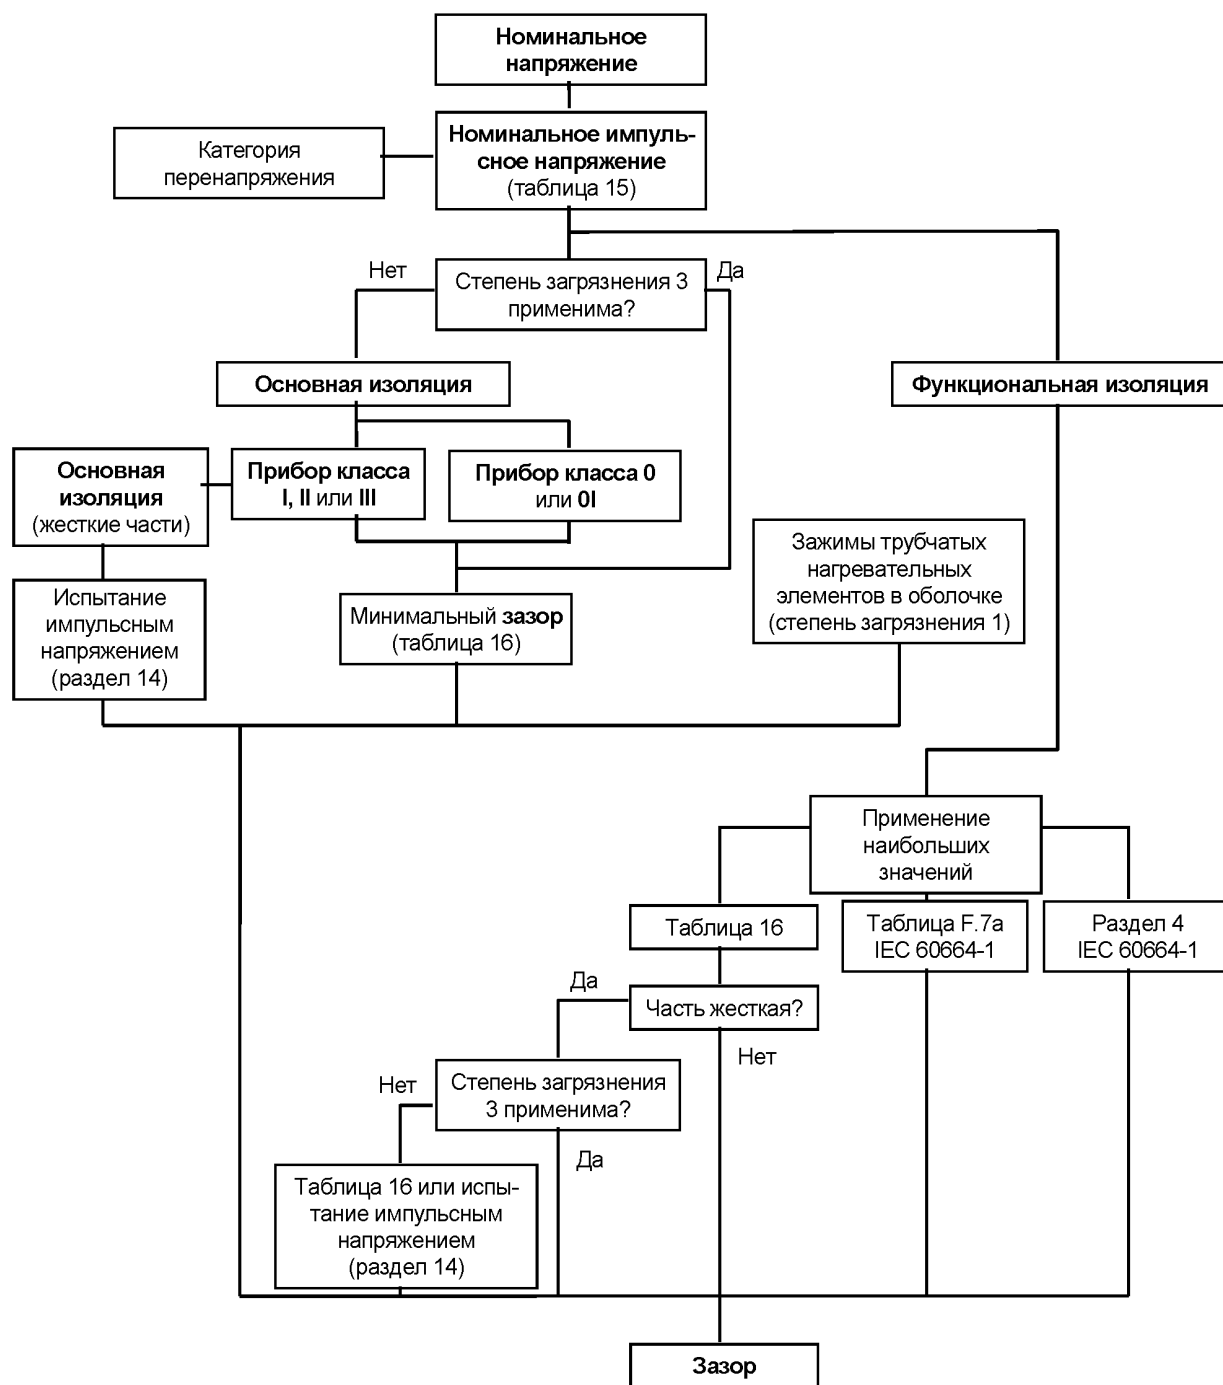 Номинальное
напряжение
Номинальное импуль-
сное напряжение
(таблица 15)
Категория
перенапряжения
Нет
Степень загрязнения 3
применима?
Да
Основная изоляция
Функциональная изоляция
Основная
изоляция
(жесткие части)
Прибор класса
I, II или III
Прибор класса 0
или 0I
Зажимы трубчатых
нагревательных
элементов в оболочке
(степень загрязнения 1)
Испытание
импульсным
напряжением
(раздел 14)
Минимальный зазор
(таблица 16)
Применение
наибольших
значений
Таблица 16
Таблица F.7a
IEC 60664-1
Раздел 4
IEC 60664-1
Да
Часть жесткая?
Нет
Нет
Степень загрязнения
3 применима?
Да
Таблица 16 или испы-
тание импульсным
напряжением
(раздел 14)
Зазор